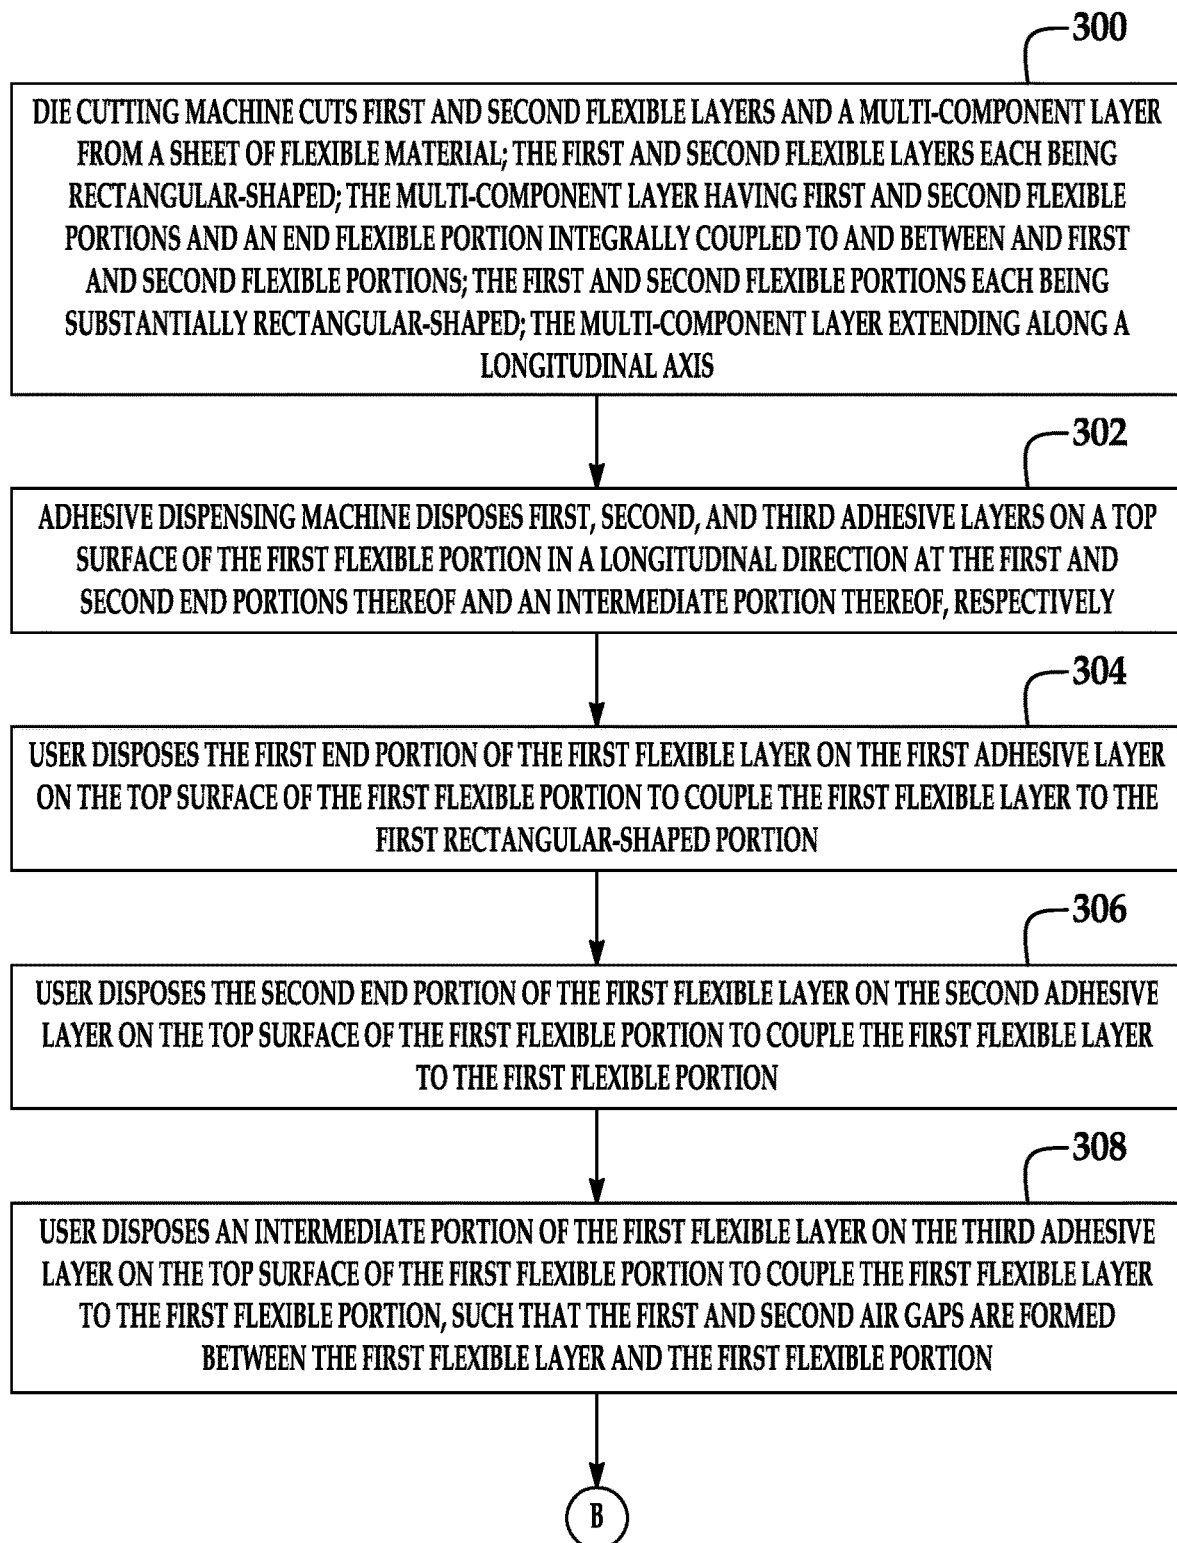 300
DIE CUTTING MACHINE CUTS FIRST AND SECOND FLEXIBLE LAYERS AND A MULTI-COMPONENT LAYER
FROM A SHEET OF FLEXIBLE MATERIAL; THE FIRST AND SECOND FLEXIBLE LAYERS EACH BEING
RECTANGULAR-SHAPED; THE MULTI-COMPONENT LAYER HAVING FIRST AND SECOND FLEXIBLE
PORTIONS AND AN END FLEXIBLE PORTION INTEGRALLY COUPLED TO AND BETWEEN AND FIRST
AND SECOND FLEXIBLE PORTIONS; THE FIRST AND SECOND FLEXIBLE PORTIONS EACH BEING
SUBSTANTIALLY RECTANGULAR-SHAPED; THE MULTI-COMPONENT LAYER EXTENDING ALONG A
LONGITUDINAL AXIS
302
ADHESIVE DISPENSING MACHINE DISPOSES FIRST, SECOND, AND THIRD ADHESIVE LAYERS ON A TOP
SURFACE OF THE FIRST FLEXIBLE PORTION IN A LONGITUDINAL DIRECTION AT THE FIRST AND
SECOND END PORTIONS THEREOF AND AN INTERMEDIATE PORTION THEREOF, RESPECTIVELY
304
USER DISPOSES THE FIRST END PORTION OF THE FIRST FLEXIBLE LAYER ON THE FIRST ADHESIVE LAYER
ON THE TOP SURFACE OF THE FIRST FLEXIBLE PORTION TO COUPLE THE FIRST FLEXIBLE LAYER TO THE
FIRST RECTANGULAR-SHAPED PORTION
306
USER DISPOSES THE SECOND END PORTION OF THE FIRST FLEXIBLE LAYER ON THE SECOND ADHESIVE
LAYER ON THE TOP SURFACE OF THE FIRST FLEXIBLE PORTION TO COUPLE THE FIRST FLEXIBLE LAYER
TO THE FIRST FLEXIBLE PORTION
308
USER DISPOSES AN INTERMEDIATE PORTION OF THE FIRST FLEXIBLE LAYER ON THE THIRD ADHESIVE
LAYER ON THE TOP SURFACE OF THE FIRST FLEXIBLE PORTION TO COUPLE THE FIRST FLEXIBLE LAYER
TO THE FIRST FLEXIBLE PORTION, SUCH THAT THE FIRST AND SECOND AIR GAPS ARE FORMED
BETWEEN THE FIRST FLEXIBLE LAYER AND THE FIRST FLEXIBLE PORTION
B